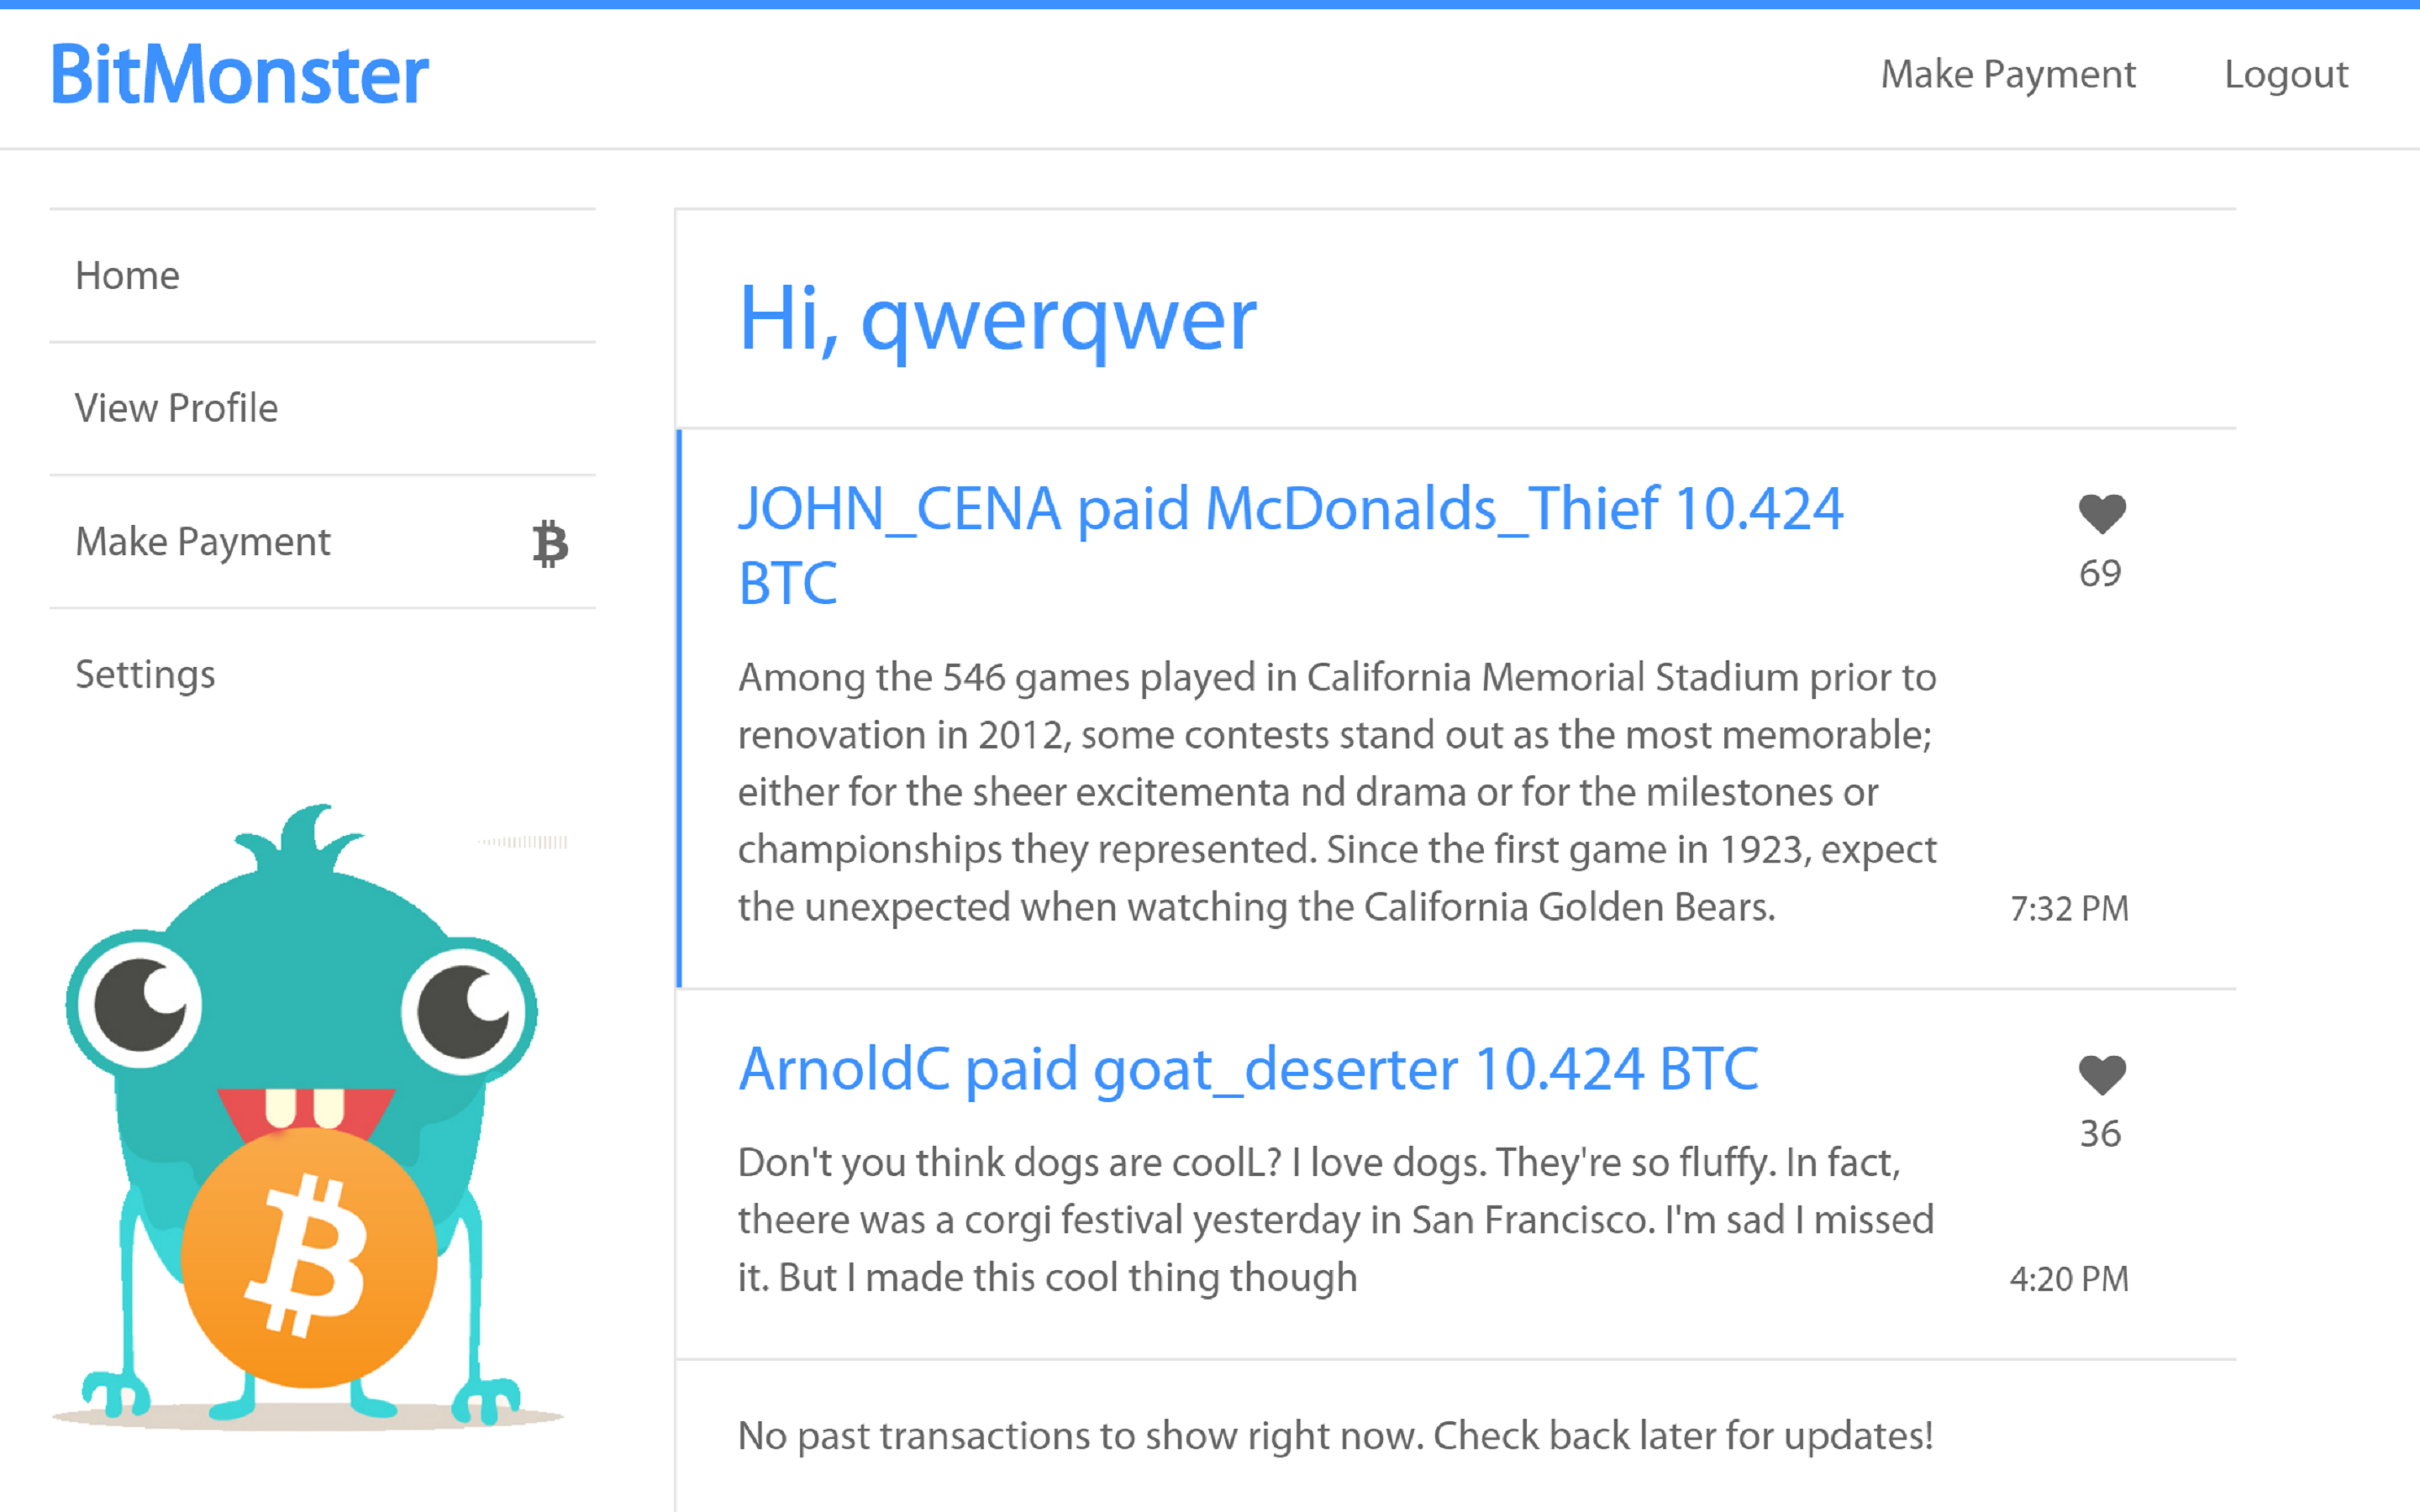 BitMonster
Make Payment
Logout
Home
View Profile
Make Payment
Settings
Hi, qwerqwer
JOHN_CENA paid McDonalds_Thief 10.424
BTC
69
Among the 546 games played in California Memorial Stadium prior to
renovation in 2012, some contests stand out as the most memorable;
either for the sheer excitementa nd drama or for the milestones or
championships they represented. Since the first game in 1923, expect
the unexpected when watching the California Golden Bears.
7:32 PM
ArnoldC paid goat_deserter 10.424 BTC
36
Don't you think dogs are coolL? I love dogs. They're so fluffy. In fact,
theere was a corgi festival yesterday in San Francisco. I'm sad I missed
it. But I made this cool thing though
4:20 PM
No past transactions to show right now. Check back later for updates!